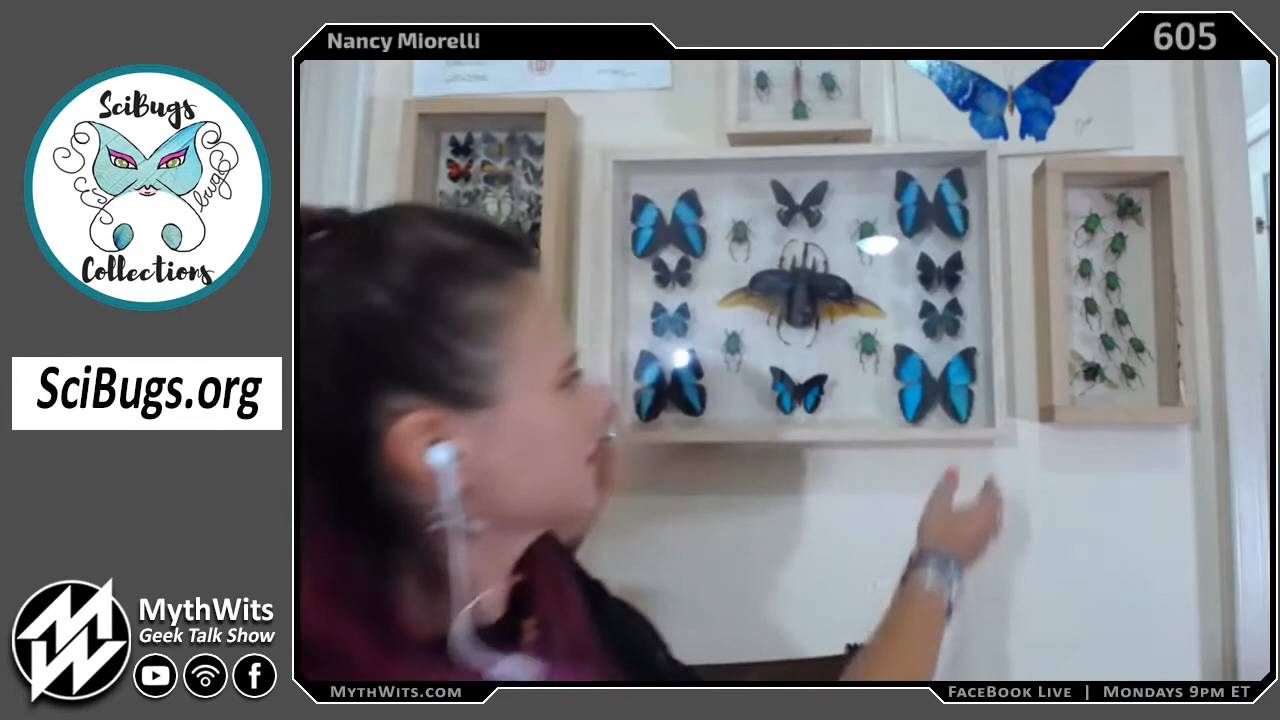 Nancy Miorelli
605
SciBugs
bugs
Collections
SciBugs.org
MythWits
Geek Talk Show
MythWits.com
FaceBook Live | Mondays 9pm ET